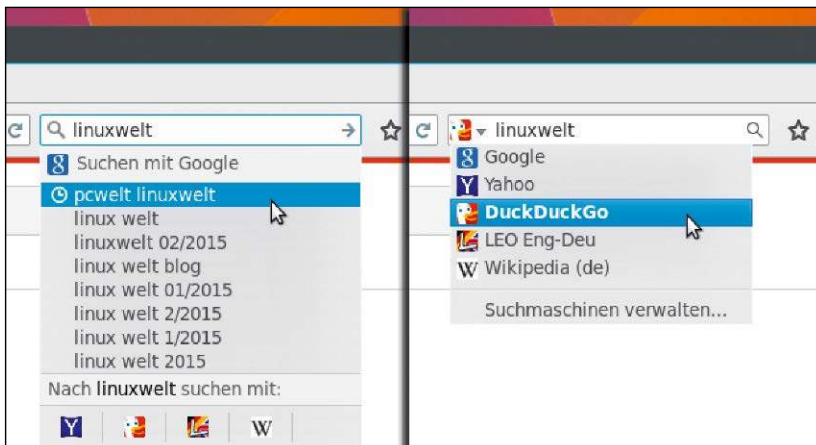 linuxwelt
Suchen mit Google
pcwelt linuxwelt
linux welt
linuxwelt 02/2015
linux welt blog
linux welt 01/2015
linux welt 2/2015
linux welt 1/2015
linux welt 2015
Nach linuxwelt suchen mit:
linuxwelt
Google
Yahoo
DuckDuckGo
LEO Eng-Deu
Wikipedia (de)
Suchmaschinen verwalten...